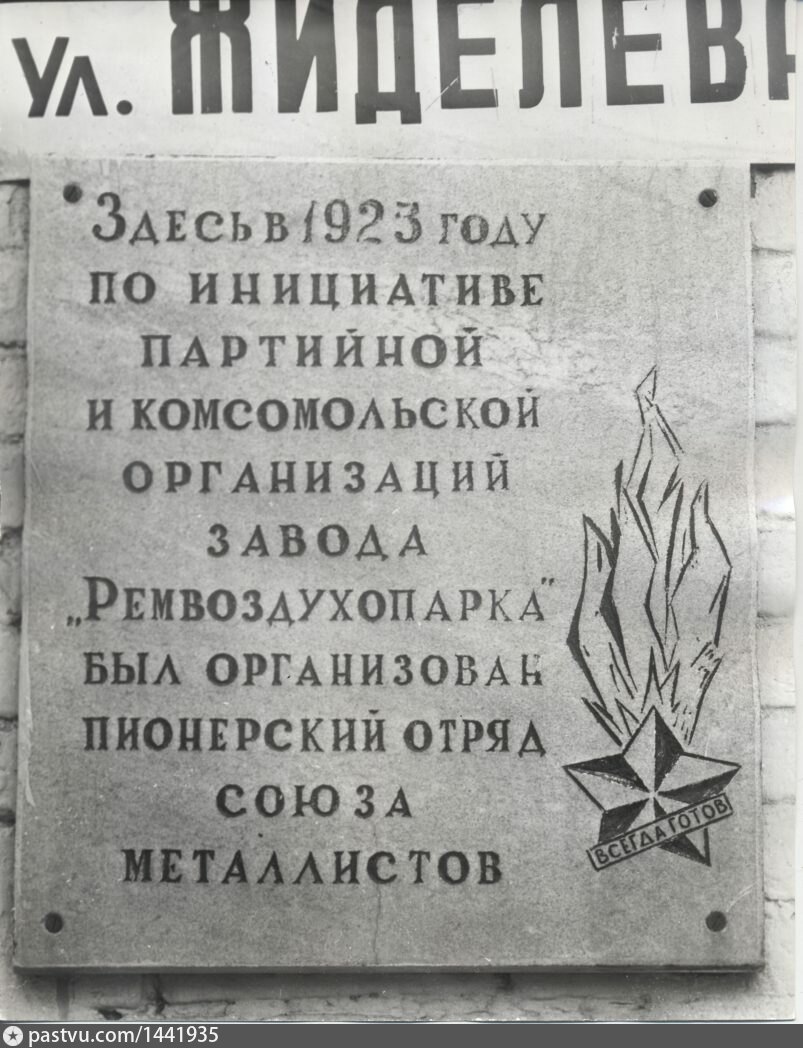 Ул. ЖИДЕЛЕВА
Здесь в 1923 году
по инициативе
партийной
и комсомольской
организаций
завода
„Ремвоздухопарка"
был организован
пионерский отряд
союза
металлистов
ВСЕГДА ГОТОВ
pastvu.com/1441935